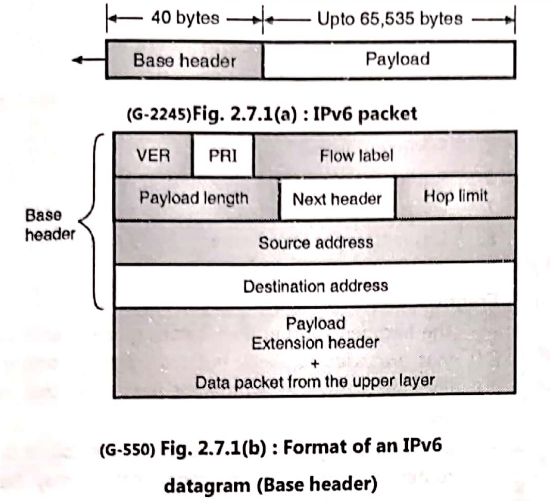 40 bytes Upto 65,535 bytes
Base header Payload
(G-2245)Fig. 2.7.1(a) : IPv6 packet
VER PRI Flow label
Payload length Next header Hop limit
Base
header
Source address
Destination address
Payload
Extension header
+
Data packet from the upper layer
(G-550) Fig. 2.7.1(b) : Format of an IPv6
datagram (Base header)